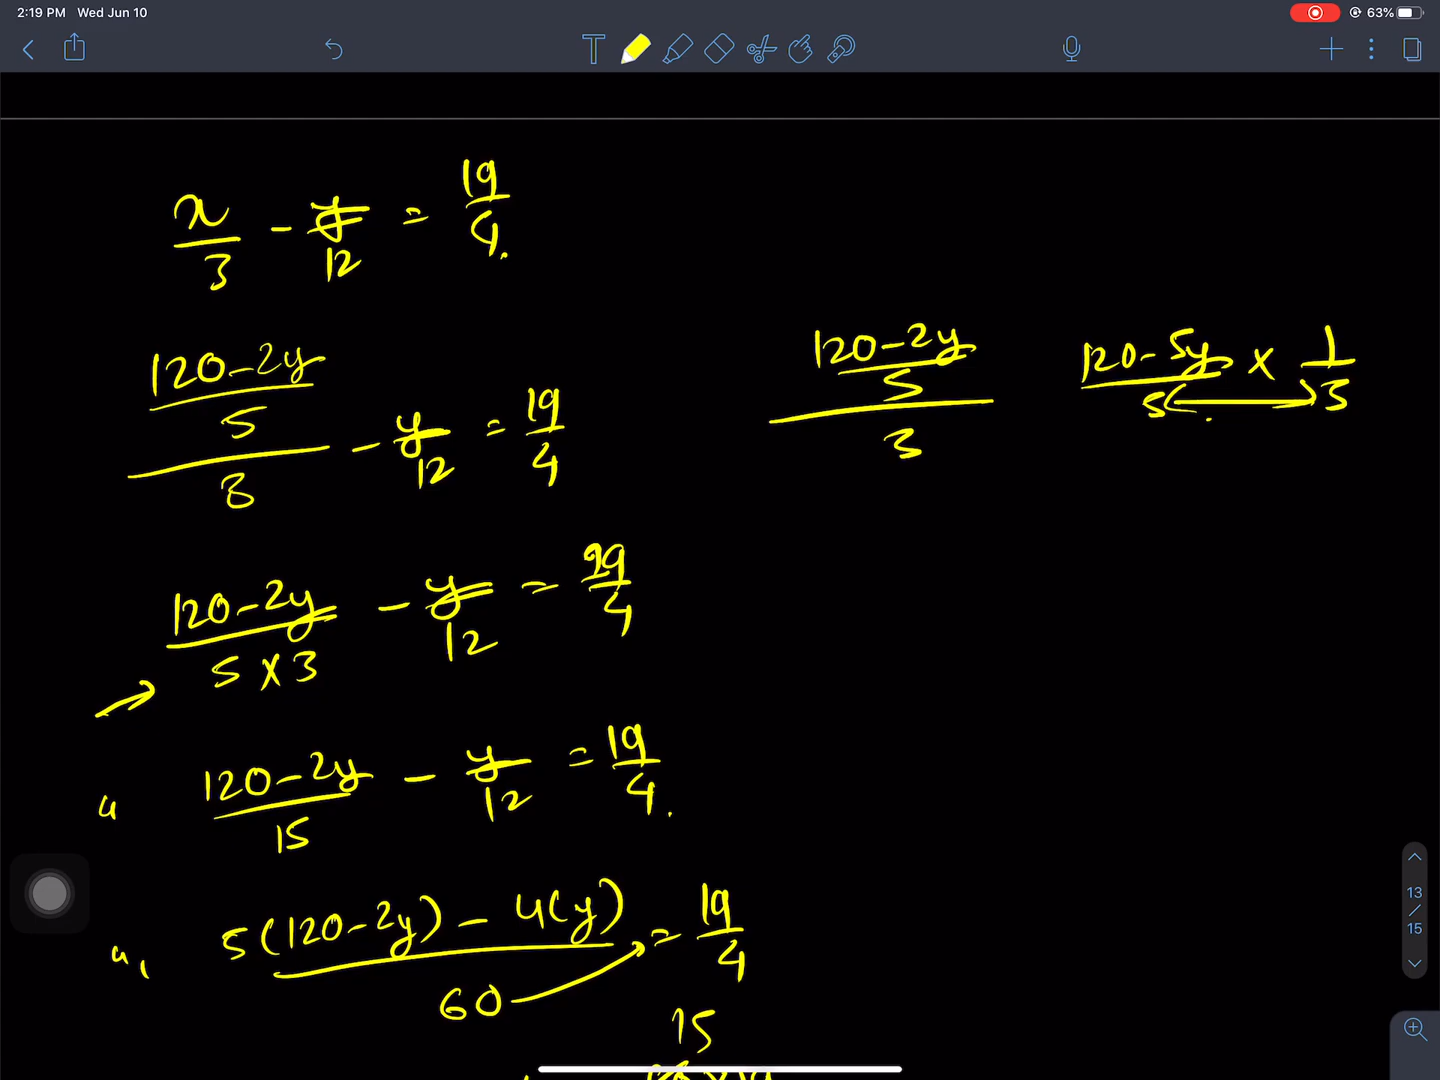 2:19 PM Wed Jun 10
63%
x/3 - y/12 = 19/4.
((120-2y)/5)/3 - y/12 = 19/4
((120-2y)/5)/3
(120-5y)/5 × 1/3
(120-2y)/(5×3) - y/12 = 19/4
(120-2y)/15 - y/12 = 19/4.
(5(120-2y) - 4(y))/60 = 19/4
15
13
/
15